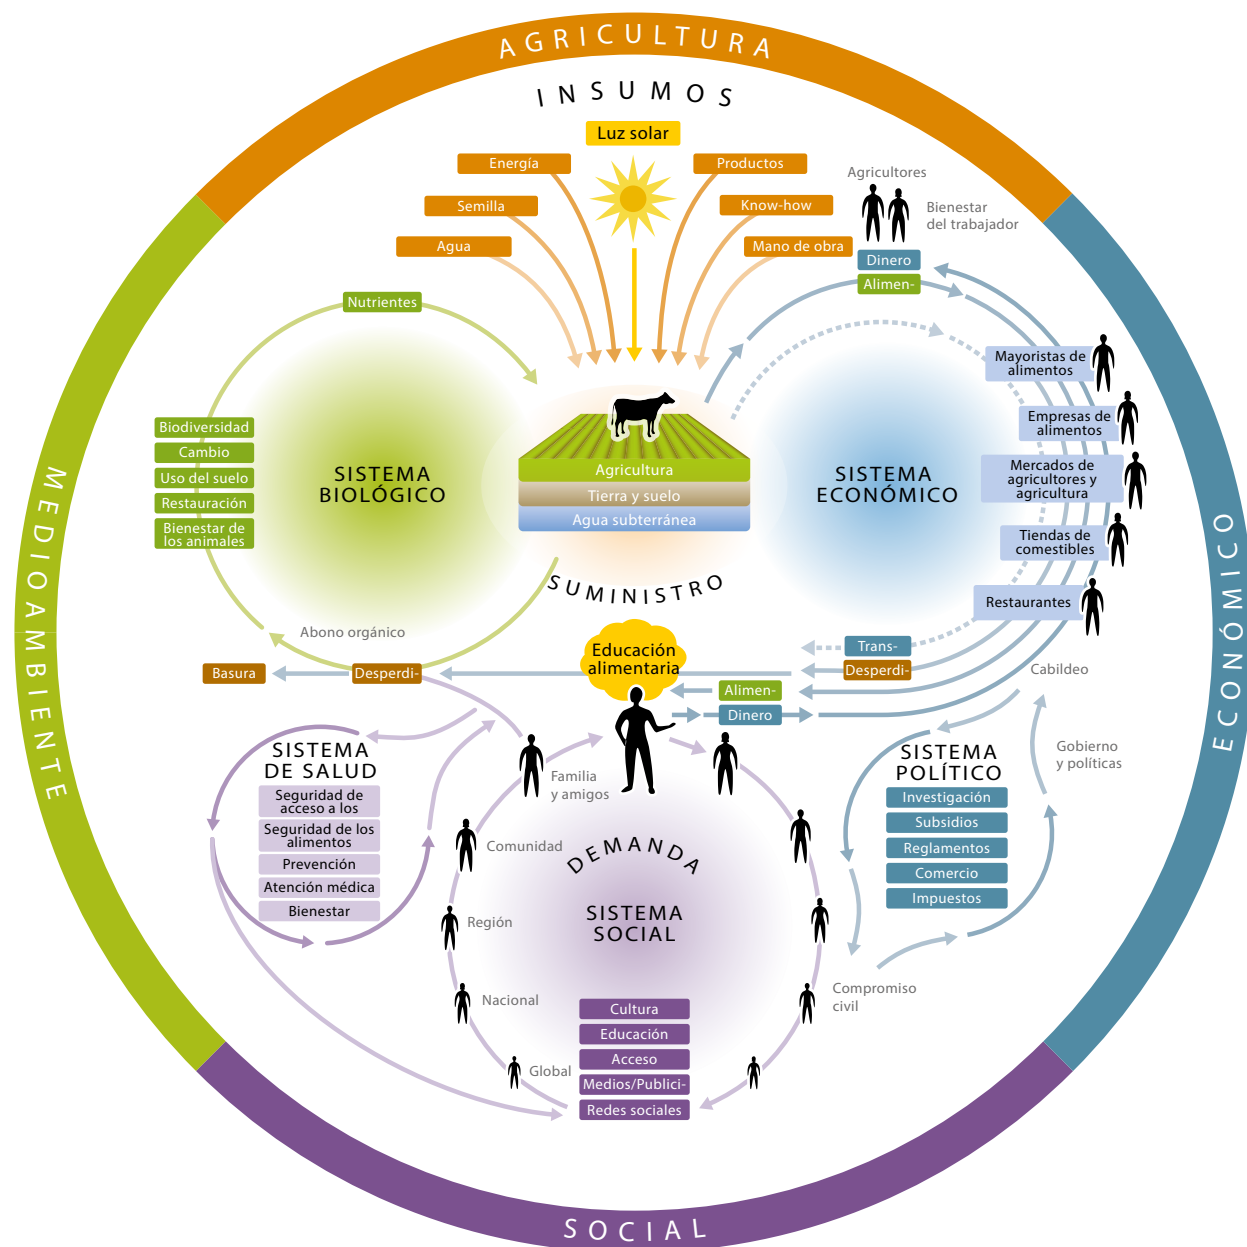 AGRICULTURA
INSUMOS
Luz solar
Energía
Productos
Semilla
Know-how
Agua
Mano de obra
Agricultores
Bienestar
del trabajador
Dinero
Alimen-
Nutrientes
Mayoristas de
alimentos
Empresas de
alimentos
Mercados de
agricultores y
agricultura
Tiendas de
comestibles
Restaurantes
Biodiversidad
Cambio
Uso del suelo
Restauración
Bienestar de
los animales
SISTEMA
BIOLÓGICO
Agricultura
Tierra y suelo
Agua subterránea
SISTEMA
ECONÓMICO
SUMINISTRO
MEDIOAMBIENTE
ECONÓMICO
Abono orgánico
Basura
Desperdi-
Educación
alimentaria
Trans-
Desperdi-
Alimen-
Dinero
Cabildeo
SISTEMA
DE SALUD
Seguridad de
acceso a los
Seguridad de los
alimentos
Prevención
Atención médica
Bienestar
Familia
y amigos
Comunidad
Región
Nacional
Global
DEMANDA
SISTEMA
SOCIAL
Cultura
Educación
Acceso
Medios/Publici-
Redes sociales
SISTEMA
POLÍTICO
Investigación
Subsidios
Reglamentos
Comercio
Impuestos
Gobierno
y políticas
Compromiso
civil
SOCIAL